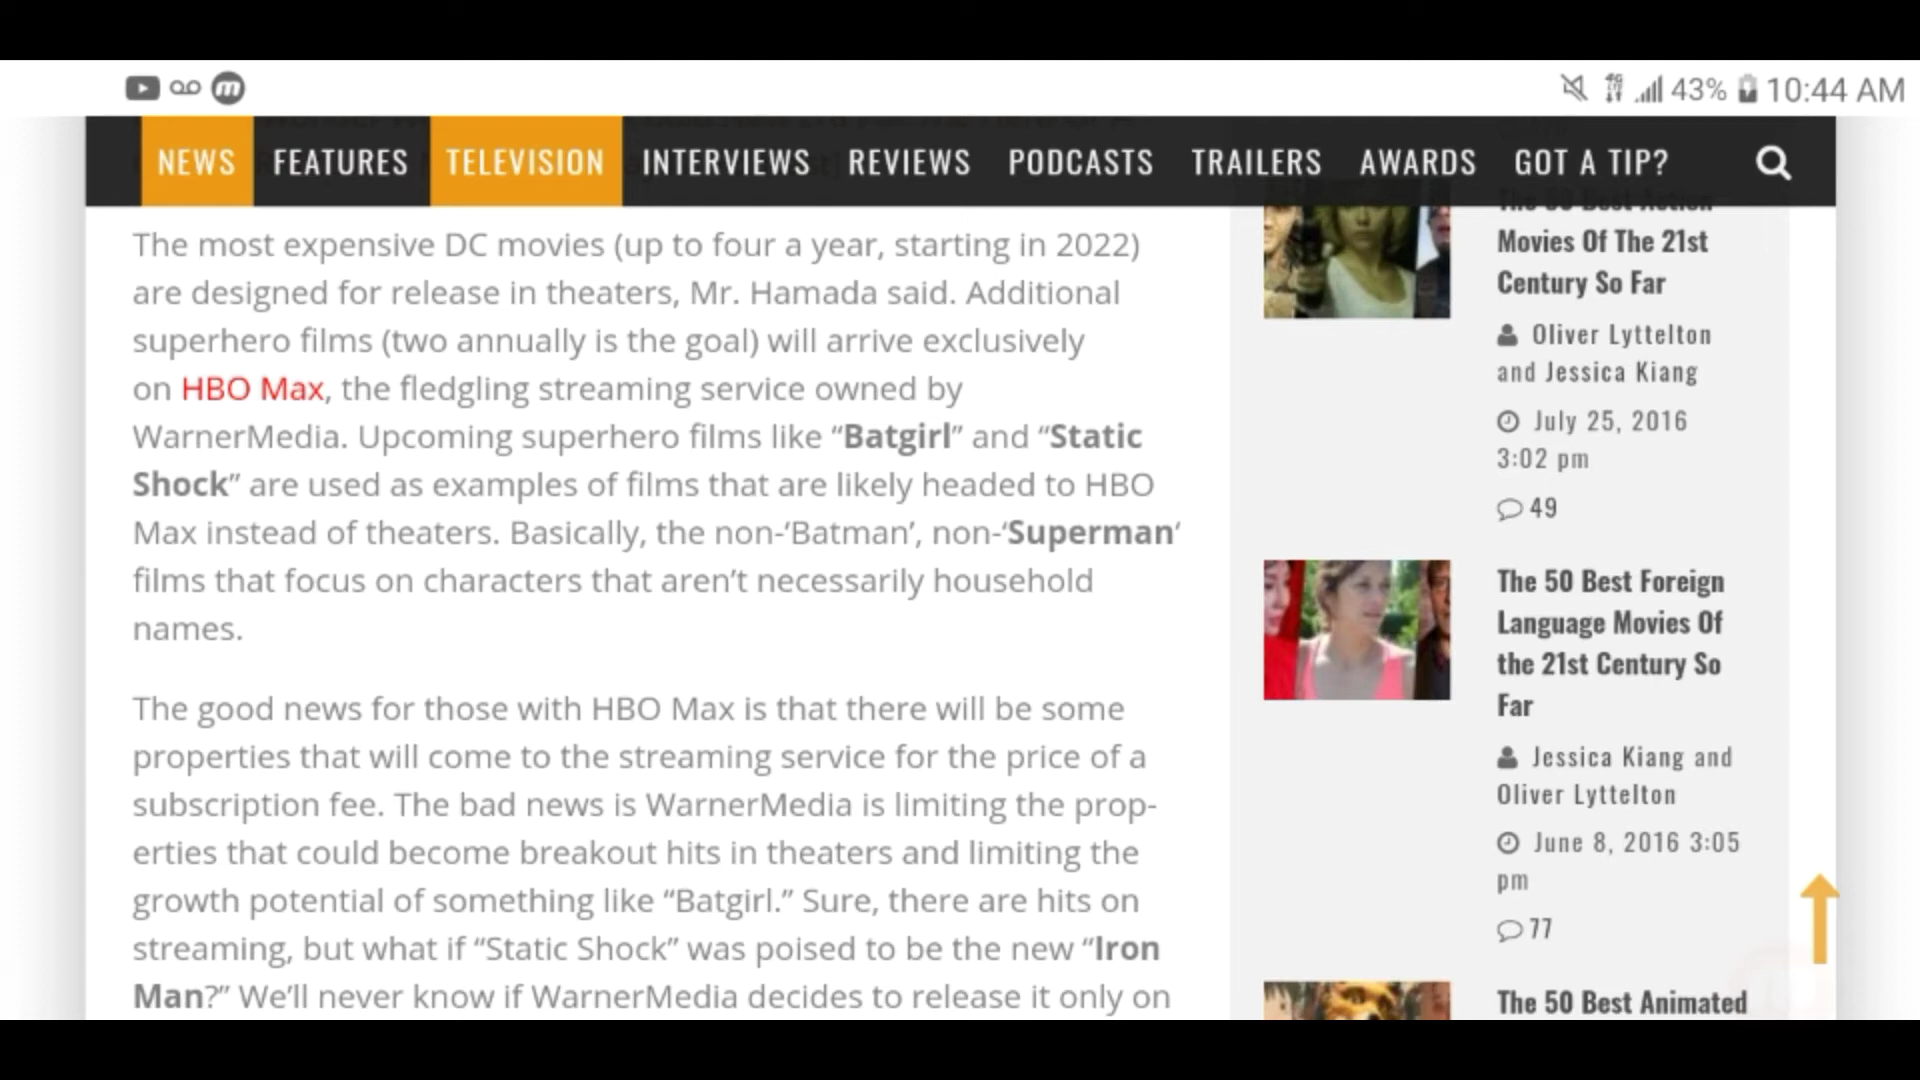 43% 10:44 AM
NEWS FEATURES TELEVISION INTERVIEWS REVIEWS PODCASTS TRAILERS AWARDS GOT A TIP?
The most expensive DC movies (up to four a year, starting in 2022)
are designed for release in theaters, Mr. Hamada said. Additional
superhero films (two annually is the goal) will arrive exclusively
on HBO Max, the fledgling streaming service owned by
WarnerMedia. Upcoming superhero films like “Batgirl” and “Static
Shock” are used as examples of films that are likely headed to HBO
Max instead of theaters. Basically, the non-‘Batman’, non-‘Superman‘
films that focus on characters that aren’t necessarily household
names.
The good news for those with HBO Max is that there will be some
properties that will come to the streaming service for the price of a
subscription fee. The bad news is WarnerMedia is limiting the prop-
erties that could become breakout hits in theaters and limiting the
growth potential of something like “Batgirl.” Sure, there are hits on
streaming, but what if “Static Shock” was poised to be the new “Iron
Man?” We’ll never know if WarnerMedia decides to release it only on
The 50 Best Action
Movies Of The 21st
Century So Far
Oliver Lyttelton
and Jessica Kiang
July 25, 2016
3:02 pm
49
The 50 Best Foreign
Language Movies Of
the 21st Century So
Far
Jessica Kiang and
Oliver Lyttelton
June 8, 2016 3:05
pm
77
The 50 Best Animated